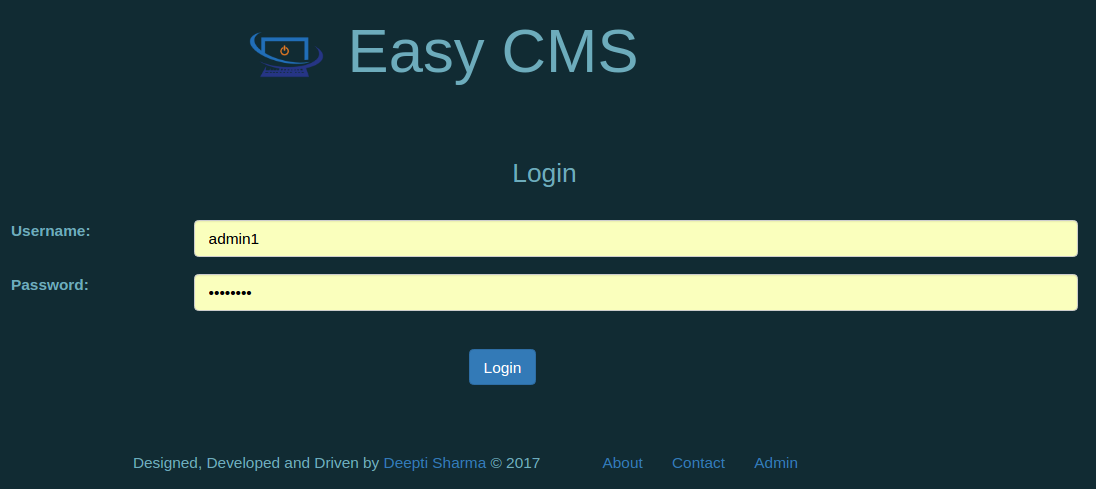 Easy CMS
Login
Username: admin1
Password: ••••••••
Login
Designed, Developed and Driven by Deepti Sharma © 2017 About Contact Admin